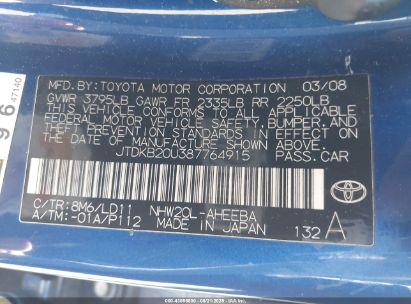 MFD. BY: TOYOTA MOTOR CORPORATION 03/08
GVWR 3795LB GAWR FR 2335LB RR 2250LB
THIS VEHICLE CONFORMS TO ALL APPLICABLE
FEDERAL MOTOR VEHICLE SAFETY, BUMPER, AND
THEFT PREVENTION STANDARDS IN EFFECT ON
THE DATE OF MANUFACTURE SHOWN ABOVE.
JTDKB20U387764915 PASS. CAR
C/TR: 8M6/LD11 NHW20L-AHEEBA
A/TM: -01A/P112 MADE IN JAPAN 132 A
TOYOTA
47140